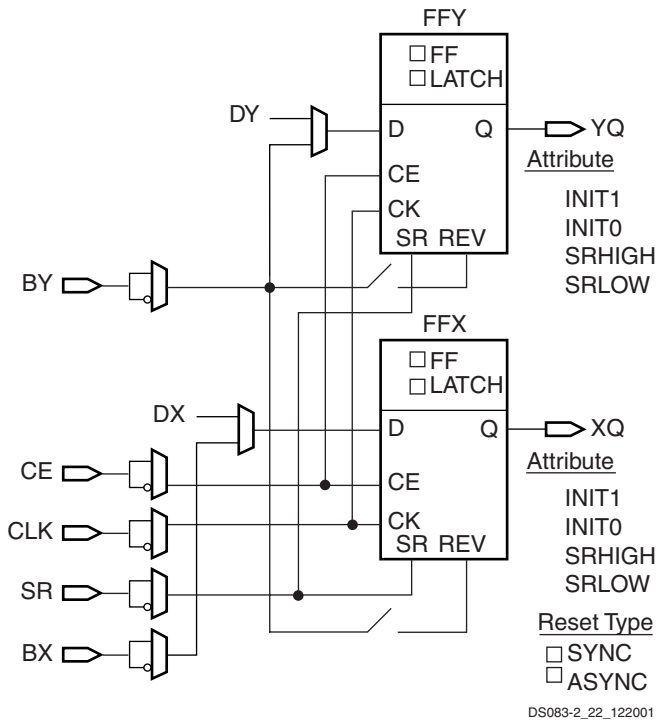 FFY
FF
LATCH
DY
D Q
YQ
Attribute
CE
INIT1
CK
INIT0
SR REV
SRHIGH
BY
SRLOW
FFX
FF
LATCH
DX
D Q
XQ
CE
Attribute
CE
INIT1
CLK
CK
INIT0
SR REV
SRHIGH
SR
SRLOW
Reset Type
BX
SYNC
ASYNC
DS083-2_22_122001